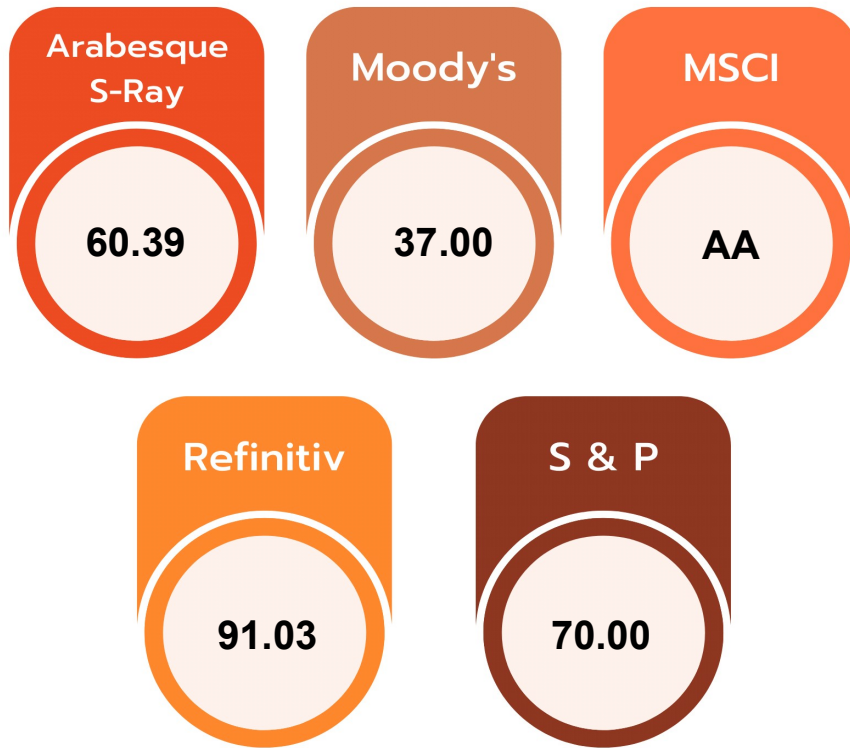 Arabesque
S-Ray
60.39
Moody's
37.00
MSCI
AA
Refinitiv
91.03
S & P
70.00